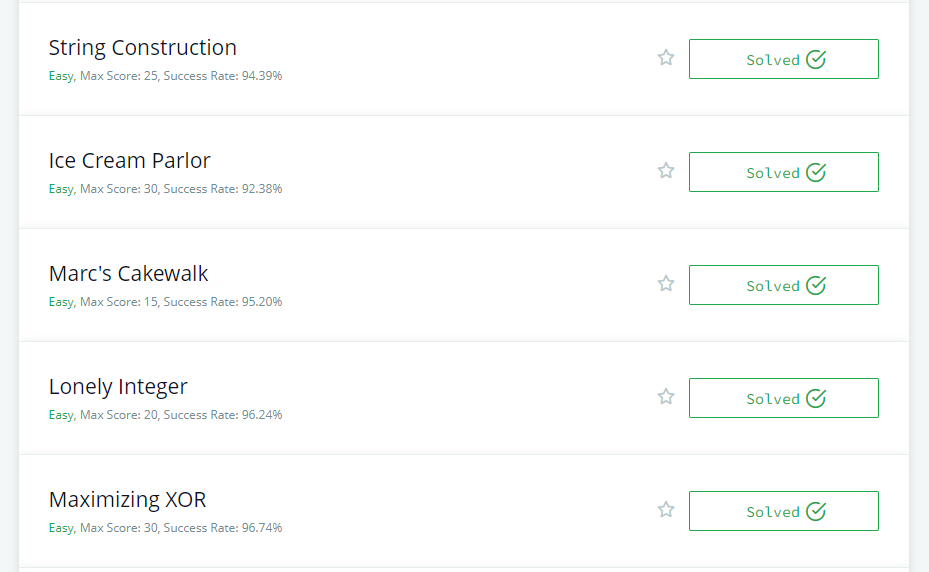 String Construction
Easy, Max Score: 25, Success Rate: 94.39%
Solved
Ice Cream Parlor
Easy, Max Score: 30, Success Rate: 92.38%
Solved
Marc's Cakewalk
Easy, Max Score: 15, Success Rate: 95.20%
Solved
Lonely Integer
Easy, Max Score: 20, Success Rate: 96.24%
Solved
Maximizing XOR
Easy, Max Score: 30, Success Rate: 96.74%
Solved